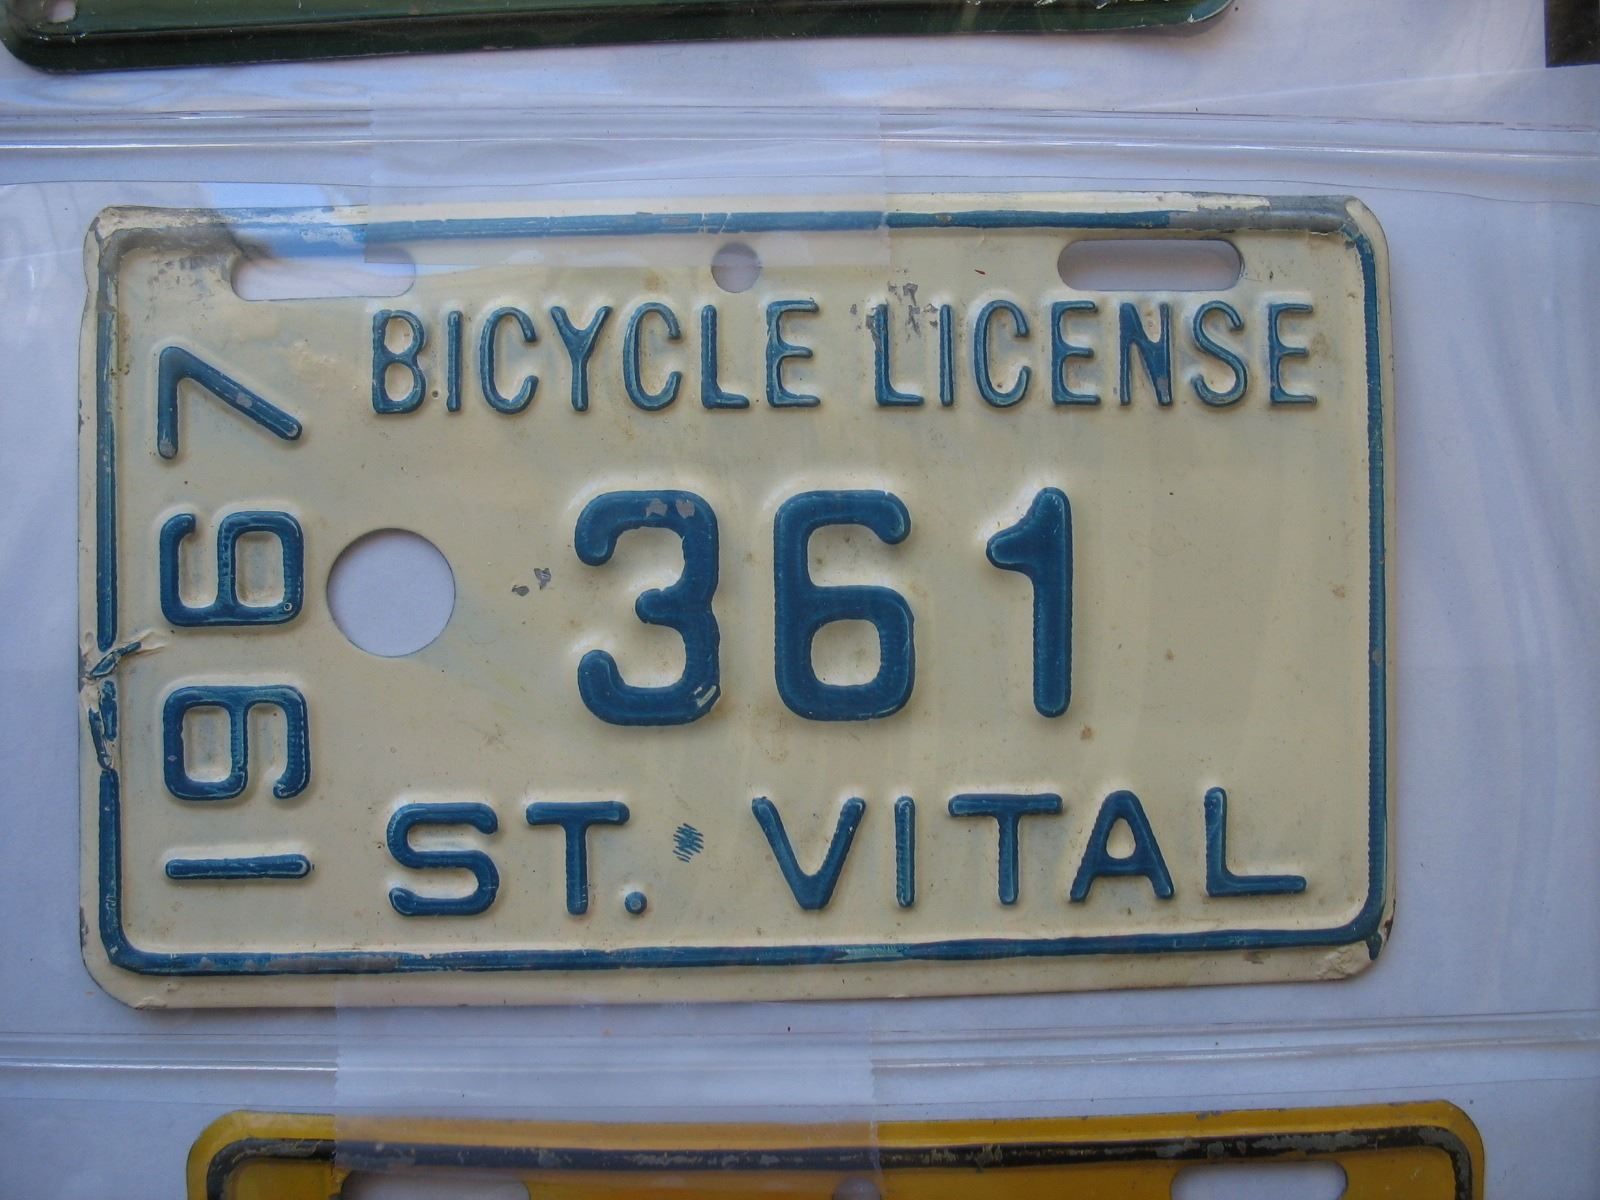 BICYCLE LICENSE
1967
361
ST. VITAL